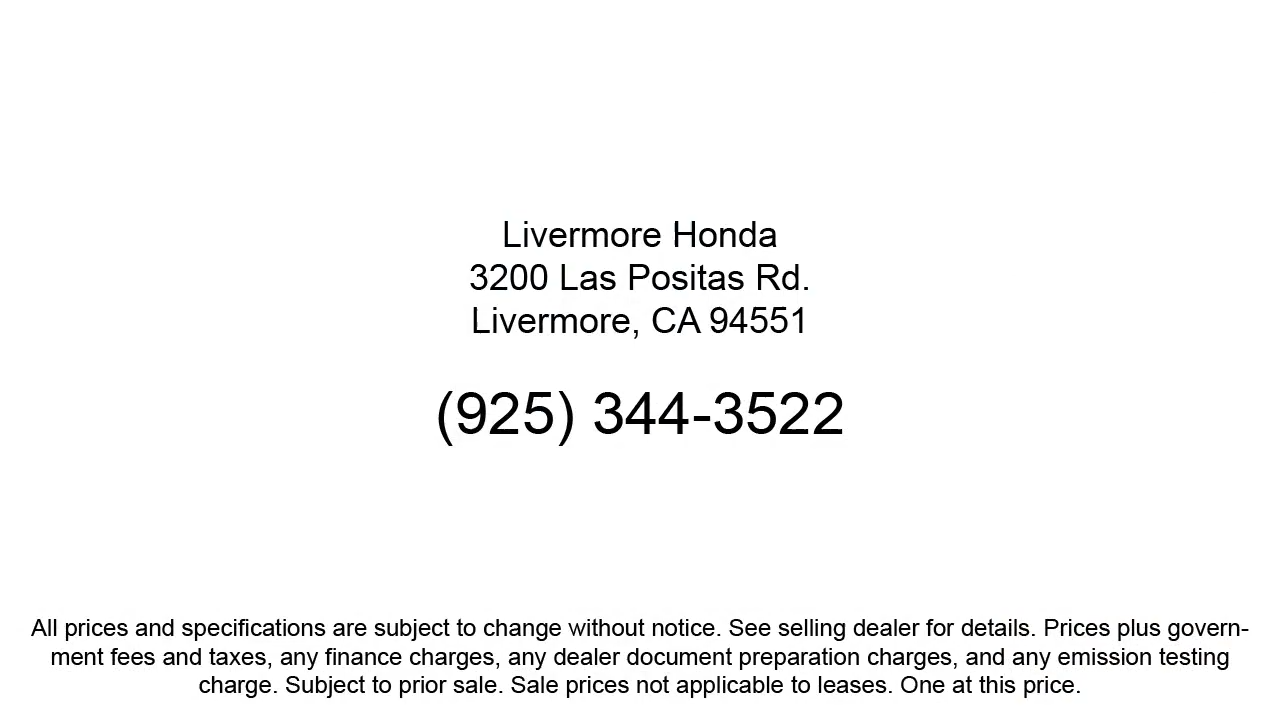 Livermore Honda
3200 Las Positas Rd.
Livermore, CA 94551
(925) 344-3522
All prices and specifications are subject to change without notice. See selling dealer for details. Prices plus govern-
ment fees and taxes, any finance charges, any dealer document preparation charges, and any emission testing
charge. Subject to prior sale. Sale prices not applicable to leases. One at this price.